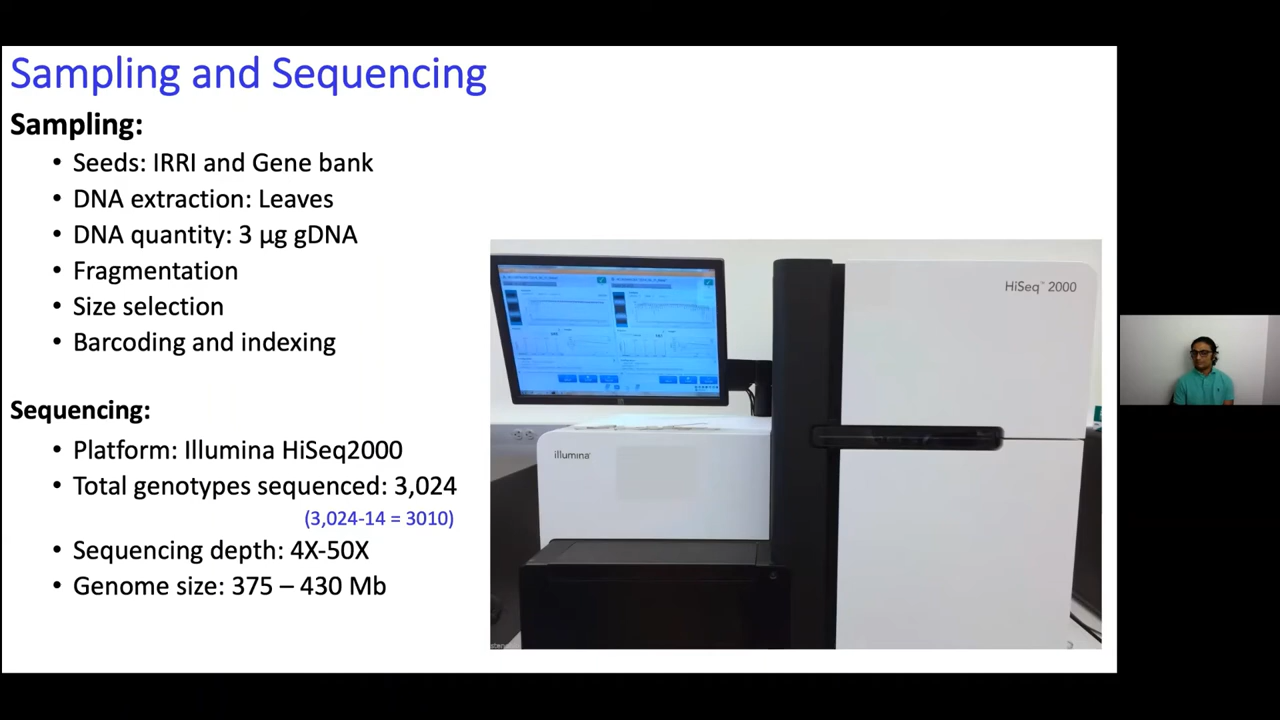 Sampling and Sequencing
Sampling:
• Seeds: IRRI and Gene bank
• DNA extraction: Leaves
• DNA quantity: 3 µg gDNA
• Fragmentation
• Size selection
• Barcoding and indexing
Sequencing:
• Platform: Illumina HiSeq2000
• Total genotypes sequenced: 3,024
(3,024-14 = 3010)
• Sequencing depth: 4X-50X
• Genome size: 375 – 430 Mb
HiSeq™ 2000
illumina